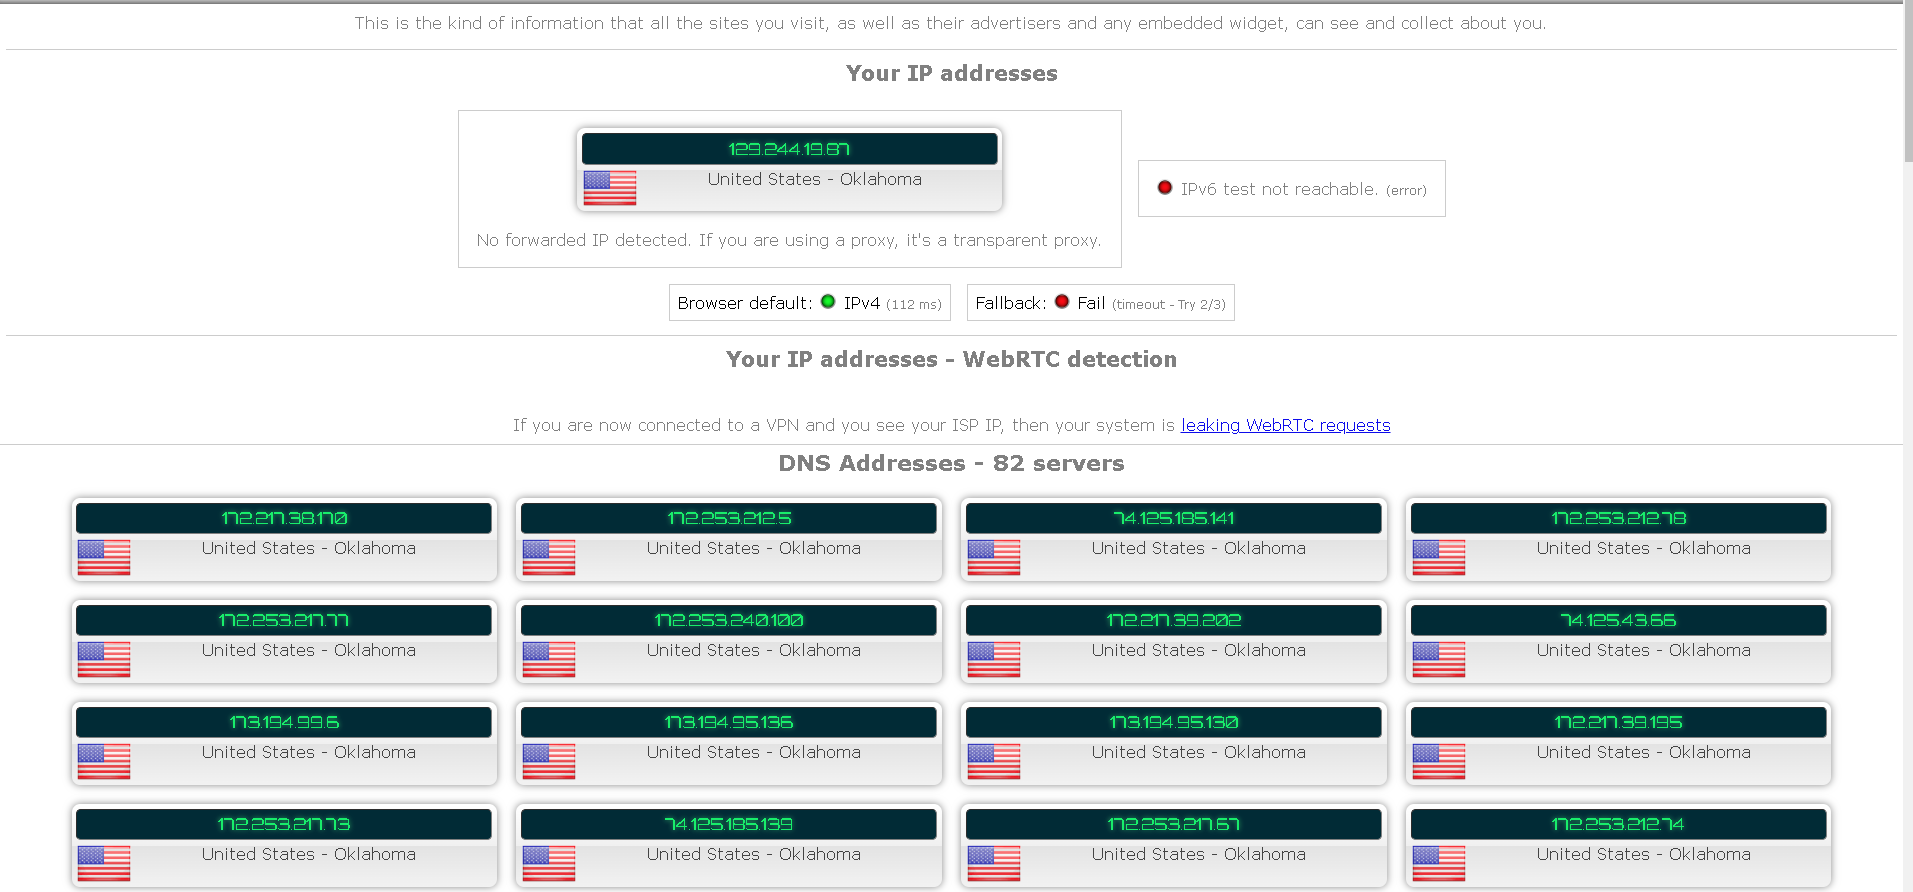 This is the kind of information that all the sites you visit, as well as their advertisers and any embedded widget, can see and collect about you.
Your IP addresses
129.244.19.87
United States - Oklahoma
No forwarded IP detected. If you are using a proxy, it's a transparent proxy.
IPv6 test not reachable. (error)
Browser default: IPv4 (112 ms) Fallback: Fail (timeout - Try 2/3)
Your IP addresses - WebRTC detection
If you are now connected to a VPN and you see your ISP IP, then your system is leaking WebRTC requests
DNS Addresses - 82 servers
172.217.38.170 172.253.212.5 74.125.185.141 172.253.212.78
United States - Oklahoma United States - Oklahoma United States - Oklahoma United States - Oklahoma
172.253.217.77 172.253.240.100 172.217.39.202 74.125.43.66
United States - Oklahoma United States - Oklahoma United States - Oklahoma United States - Oklahoma
173.194.99.6 173.194.95.136 173.194.95.130 172.217.39.195
United States - Oklahoma United States - Oklahoma United States - Oklahoma United States - Oklahoma
172.253.217.73 74.125.185.139 172.253.217.67 172.253.212.74
United States - Oklahoma United States - Oklahoma United States - Oklahoma United States - Oklahoma